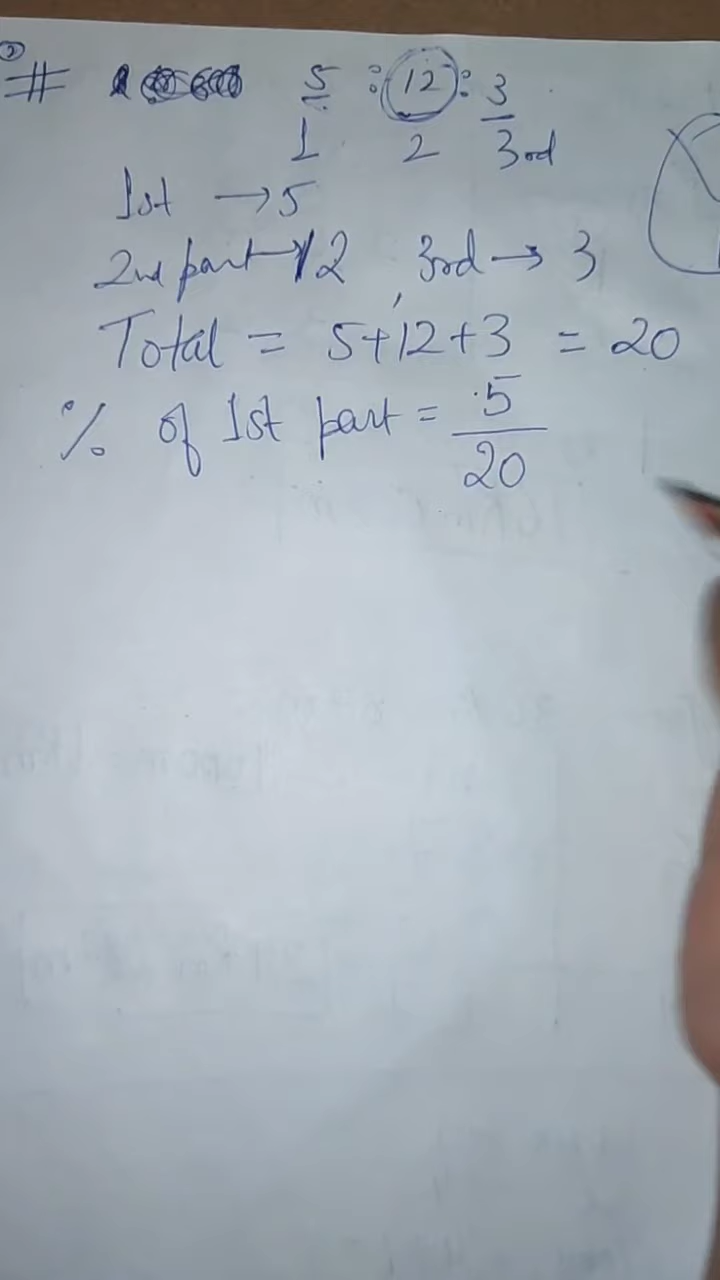 2
# 5 : 12 : 3
1 2 3rd
1st → 5
2nd part → 12 3rd → 3
Total = 5+12+3 = 20
% of 1st part = 5
20